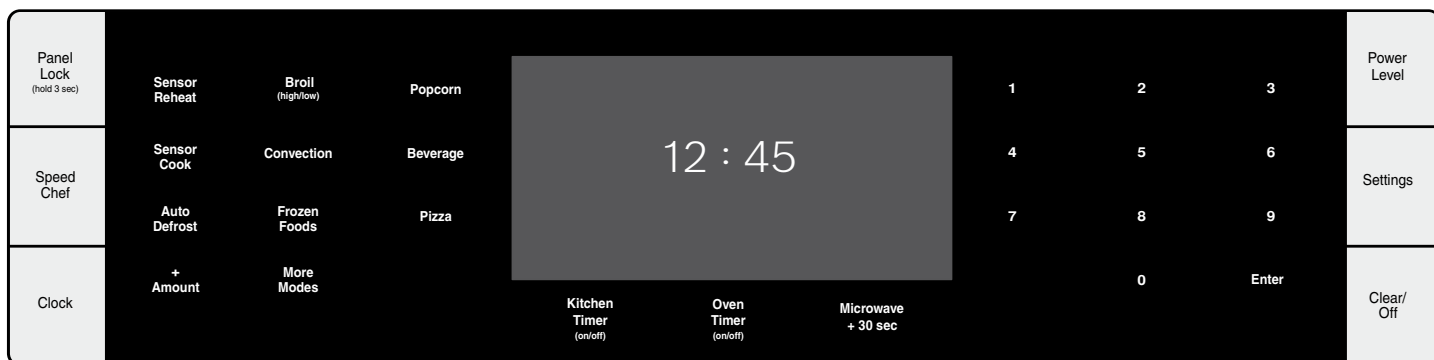 Panel
Lock
(hold 3 sec)
Speed
Chef
Clock
Sensor
Reheat
Broil
(high/low)
Popcorn
Sensor
Cook
Convection
Beverage
Auto
Defrost
Frozen
Foods
Pizza
+
Amount
More
Modes
12 : 45
Kitchen
Timer
(on/off)
Oven
Timer
(on/off)
Microwave
+ 30 sec
1 2 3
4 5 6
7 8 9
0 Enter
Power
Level
Settings
Clear/
Off